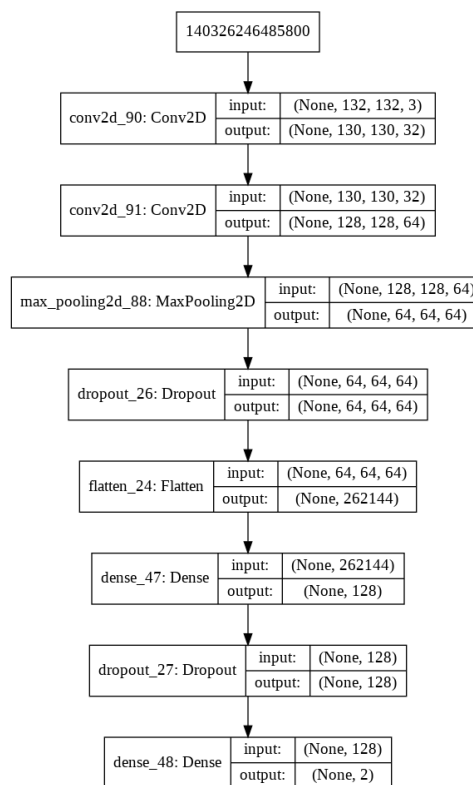 140326246485800
conv2d_90: Conv2D
input: (None, 132, 132, 3)
output: (None, 130, 130, 32)
conv2d_91: Conv2D
input: (None, 130, 130, 32)
output: (None, 128, 128, 64)
max_pooling2d_88: MaxPooling2D
input: (None, 128, 128, 64)
output: (None, 64, 64, 64)
dropout_26: Dropout
input: (None, 64, 64, 64)
output: (None, 64, 64, 64)
flatten_24: Flatten
input: (None, 64, 64, 64)
output: (None, 262144)
dense_47: Dense
input: (None, 262144)
output: (None, 128)
dropout_27: Dropout
input: (None, 128)
output: (None, 128)
dense_48: Dense
input: (None, 128)
output: (None, 2)